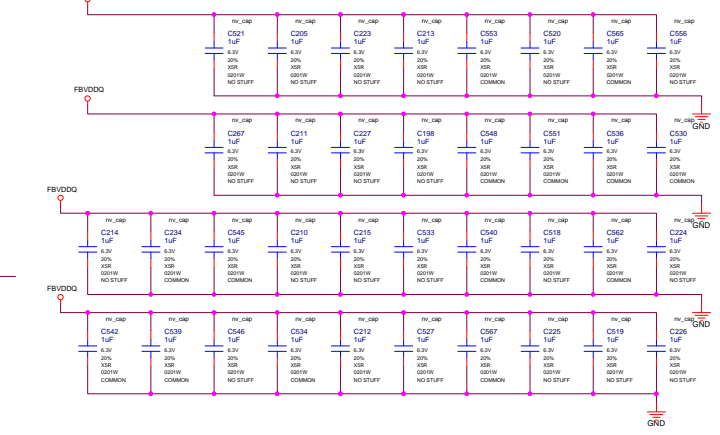 nv_cap nv_cap nv_cap nv_cap nv_cap nv_cap nv_cap nv_cap
C521 C205 C223 C213 C553 C520 C565 C556
1uF 1uF 1uF 1uF 1uF 1uF 1uF 1uF
6.3V 6.3V 6.3V 6.3V 6.3V 6.3V 6.3V 6.3V
20% 20% 20% 20% 20% 20% 20% 20%
X5R X5R X5R X5R X5R X5R X5R X5R
0201W 0201W 0201W 0201W 0201W 0201W 0201W 0201W
NO STUFF NO STUFF NO STUFF NO STUFF COMMON NO STUFF COMMON NO STUFF
FBVDDQ
nv_cap nv_cap nv_cap nv_cap nv_cap nv_cap nv_cap nv_cap
GND
C267 C211 C227 C198 C548 C551 C536 C530
1uF 1uF 1uF 1uF 1uF 1uF 1uF 1uF
6.3V 6.3V 6.3V 6.3V 6.3V 6.3V 6.3V 6.3V
20% 20% 20% 20% 20% 20% 20% 20%
X5R X5R X5R X5R X5R X5R X5R X5R
0201W 0201W 0201W 0201W 0201W 0201W 0201W 0201W
NO STUFF NO STUFF NO STUFF NO STUFF COMMON COMMON COMMON COMMON
FBVDDQ
nv_cap nv_cap nv_cap nv_cap nv_cap nv_cap nv_cap nv_cap nv_cap nv_cap
GND
C214 C234 C545 C210 C215 C533 C540 C518 C562 C224
1uF 1uF 1uF 1uF 1uF 1uF 1uF 1uF 1uF 1uF
6.3V 6.3V 6.3V 6.3V 6.3V 6.3V 6.3V 6.3V 6.3V 6.3V
20% 20% 20% 20% 20% 20% 20% 20% 20% 20%
X5R X5R X5R X5R X5R X5R X5R X5R X5R X5R
0201W 0201W 0201W 0201W 0201W 0201W 0201W 0201W 0201W 0201W
NO STUFF COMMON COMMON NO STUFF NO STUFF NO STUFF COMMON NO STUFF COMMON NO STUFF
FBVDDQ
nv_cap nv_cap nv_cap nv_cap nv_cap nv_cap nv_cap nv_cap nv_cap nv_cap
GND
C542 C539 C546 C534 C212 C527 C567 C225 C519 C226
1uF 1uF 1uF 1uF 1uF 1uF 1uF 1uF 1uF 1uF
6.3V 6.3V 6.3V 6.3V 6.3V 6.3V 6.3V 6.3V 6.3V 6.3V
20% 20% 20% 20% 20% 20% 20% 20% 20% 20%
X5R X5R X5R X5R X5R X5R X5R X5R X5R X5R
0201W 0201W 0201W 0201W 0201W 0201W 0201W 0201W 0201W 0201W
COMMON COMMON NO STUFF COMMON NO STUFF NO STUFF COMMON NO STUFF NO STUFF NO STUFF
GND